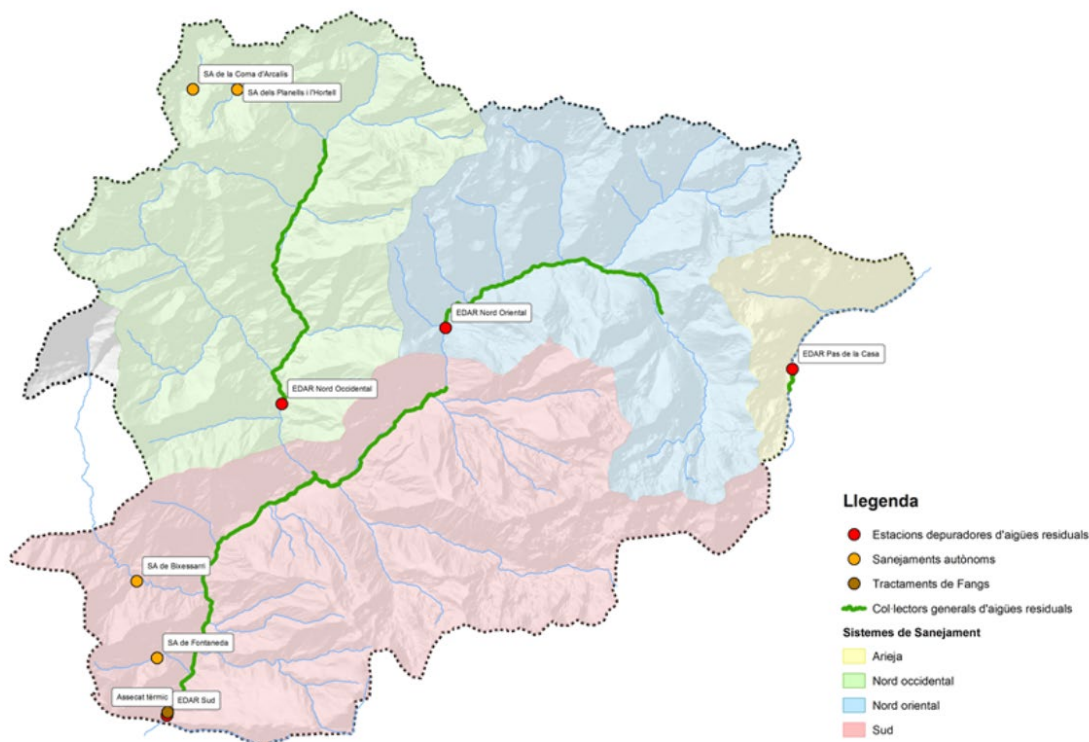 SA de la Coma d'Arcalís
SA dels Planells i l'Hortell
EDAR Nord Oriental
EDAR Pas de la Casa
EDAR Nord Occidental
SA de Bixessarri
SA de Fontaneda
Assecat tèrmic
EDAR Sud
Llegenda
Estacions depuradores d'aigües residuals
Sanejaments autònoms
Tractaments de Fangs
Col·lectors generals d'aigües residuals
Sistemes de Sanejament
Arieja
Nord occidental
Nord oriental
Sud